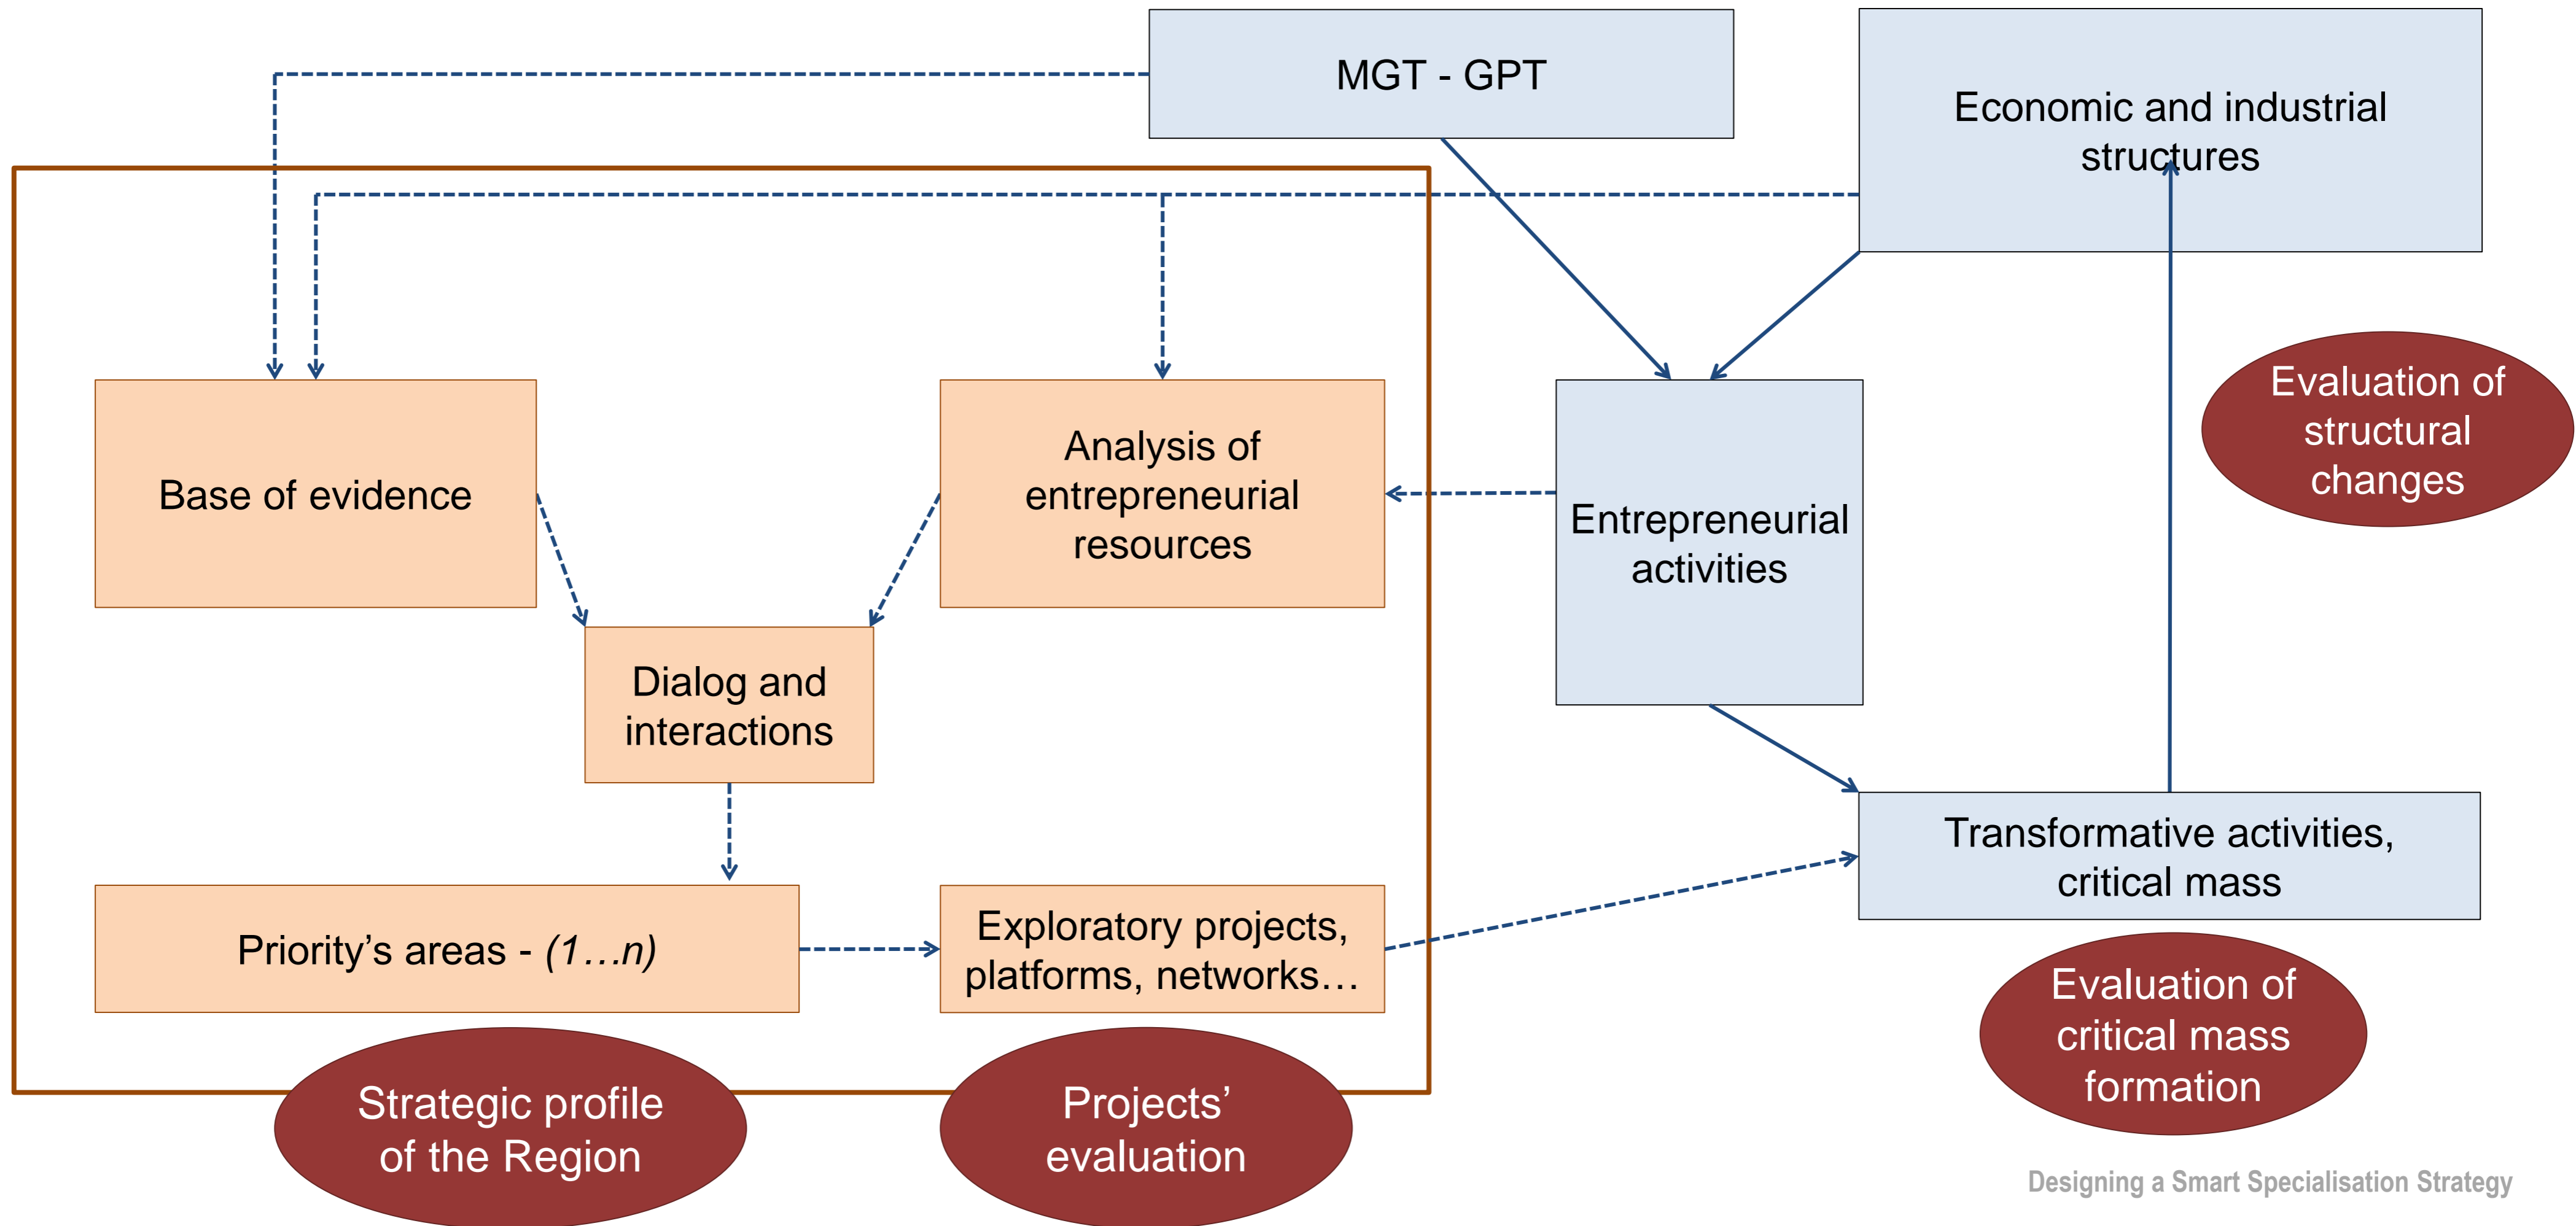 MGT - GPT
Economic and industrial
structures
Evaluation of
structural
changes
Base of evidence
Analysis of
entrepreneurial
resources
Entrepreneurial
activities
Dialog and
interactions
Transformative activities,
critical mass
Priority’s areas - (1…n)
Exploratory projects,
platforms, networks…
Evaluation of
critical mass
formation
Strategic profile
of the Region
Projects’
evaluation
Designing a Smart Specialisation Strategy